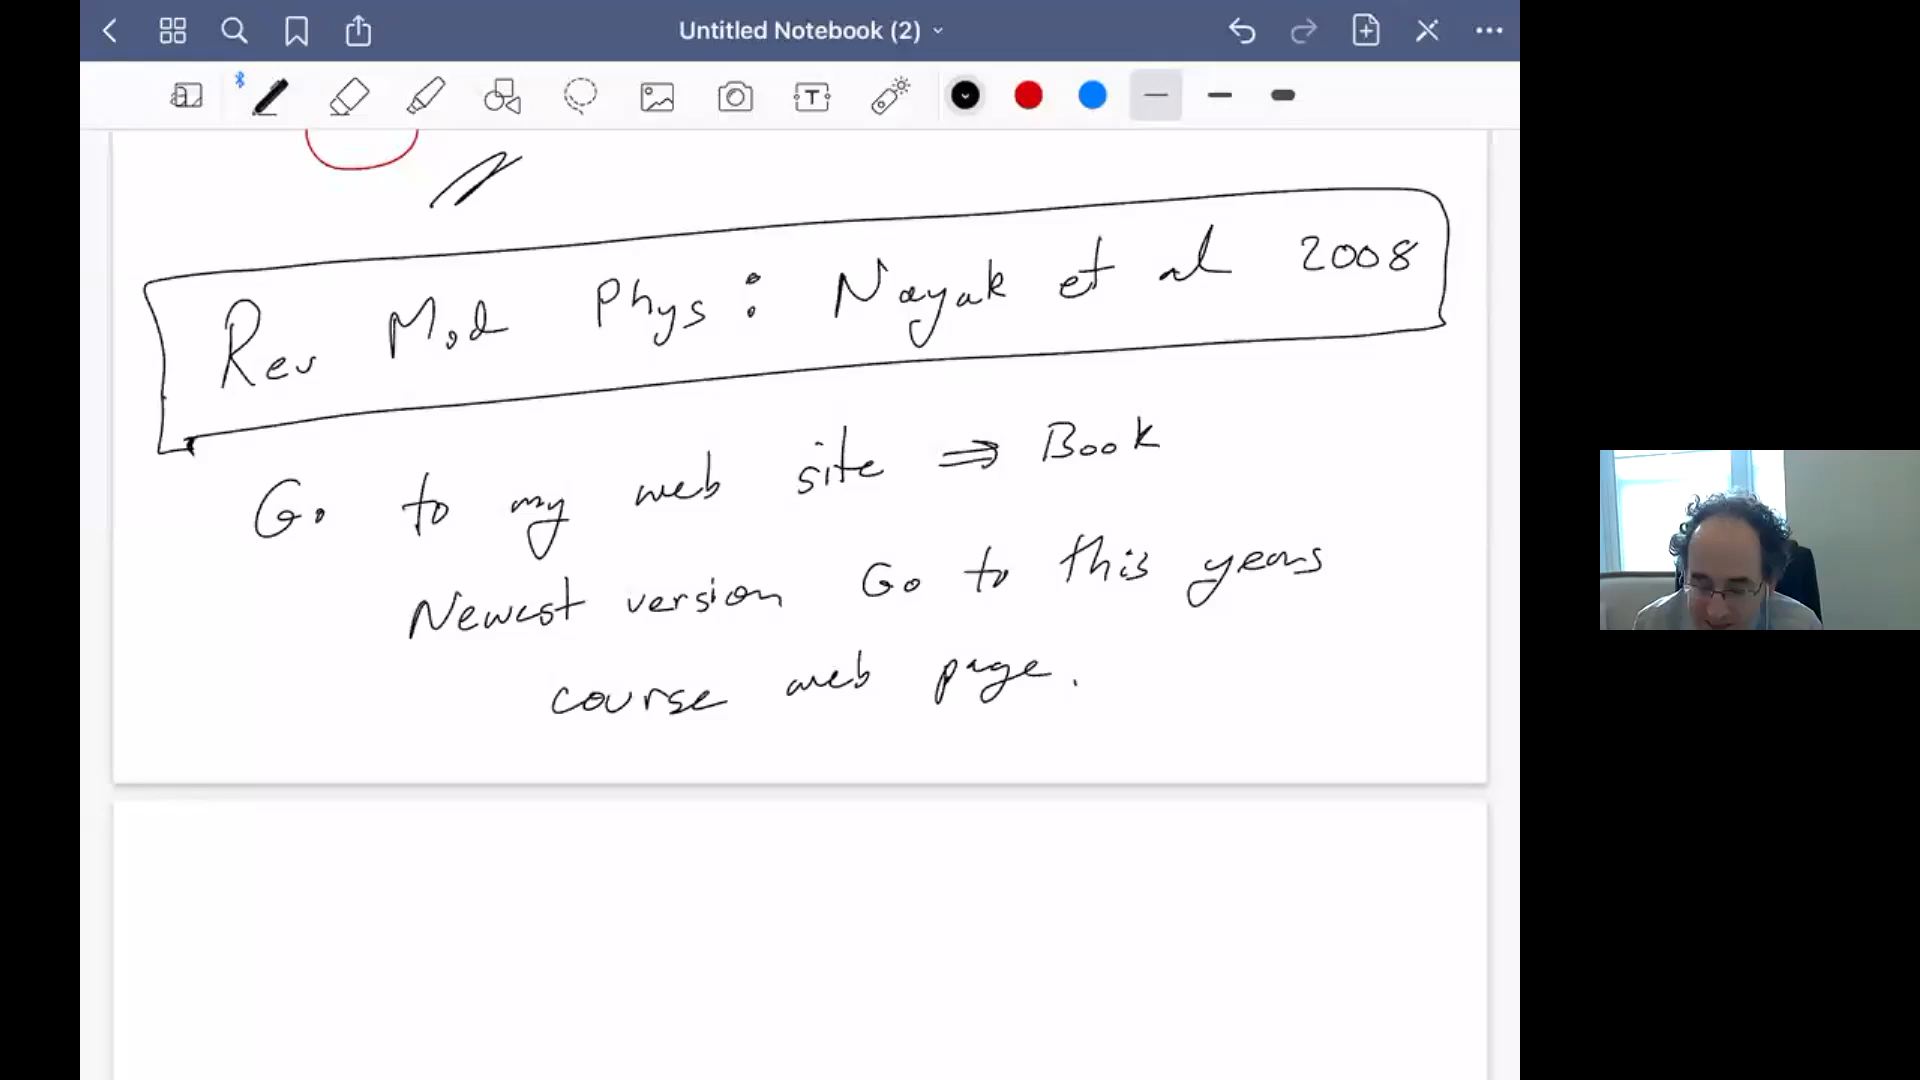 Untitled Notebook (2)
T
Rev Mod Phys: Nayak et al 2008
Go to my web site ⇒ Book
Newest version Go to this years
course web page.